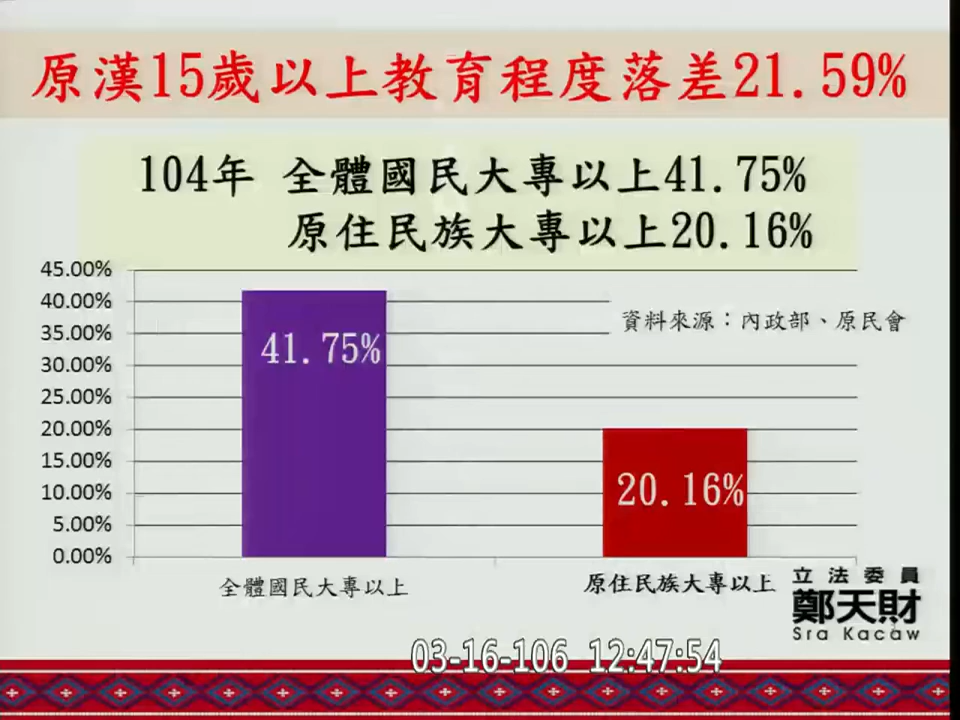 原漢15歲以上教育程度落差21.59%
104年 全體國民大專以上41.75%
原住民族大專以上20.16%
45.00%
40.00%
35.00%
30.00%
25.00%
20.00%
15.00%
10.00%
5.00%
0.00%
資料來源：內政部、原民會
41.75%
20.16%
全體國民大專以上
原住民族大專以上
立法委員
鄭天財
Sra Kacaw
03-16-106 12:47:54